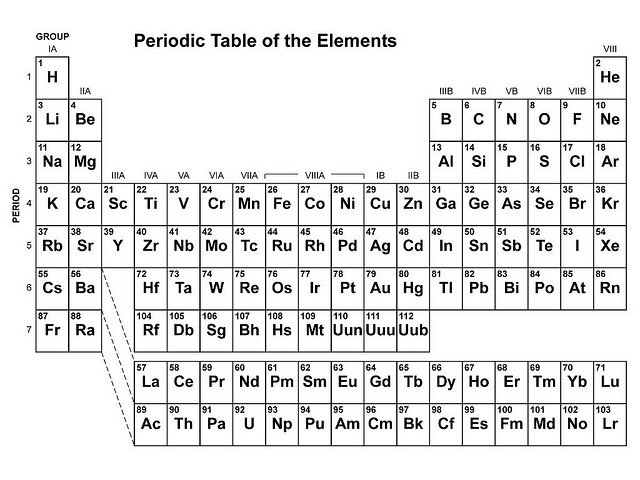 Periodic Table of the Elements
GROUP
IA VIII
1 2
1 H He
IIA IIIB IVB VB VIB VIIB
3 4 5 6 7 8 9 10
2 Li Be B C N O F Ne
11 12 13 14 15 16 17 18
3 Na Mg Al Si P S Cl Ar
IIIA IVA VA VIA VIIA VIIIA IB IIB
PERIOD
19 20 21 22 23 24 25 26 27 28 29 30 31 32 33 34 35 36
4 K Ca Sc Ti V Cr Mn Fe Co Ni Cu Zn Ga Ge As Se Br Kr
37 38 39 40 41 42 43 44 45 46 47 48 49 50 51 52 53 54
5 Rb Sr Y Zr Nb Mo Tc Ru Rh Pd Ag Cd In Sn Sb Te I Xe
55 56 72 73 74 75 76 77 78 79 80 81 82 83 84 85 86
6 Cs Ba Hf Ta W Re Os Ir Pt Au Hg Tl Pb Bi Po At Rn
87 88 104 105 106 107 108 109 110 111 112
7 Fr Ra Rf Db Sg Bh Hs Mt Uun Uuu Uub
57 58 59 60 61 62 63 64 65 66 67 68 69 70 71
La Ce Pr Nd Pm Sm Eu Gd Tb Dy Ho Er Tm Yb Lu
89 90 91 92 93 94 95 96 97 98 99 100 101 102 103
Ac Th Pa U Np Pu Am Cm Bk Cf Es Fm Md No Lr